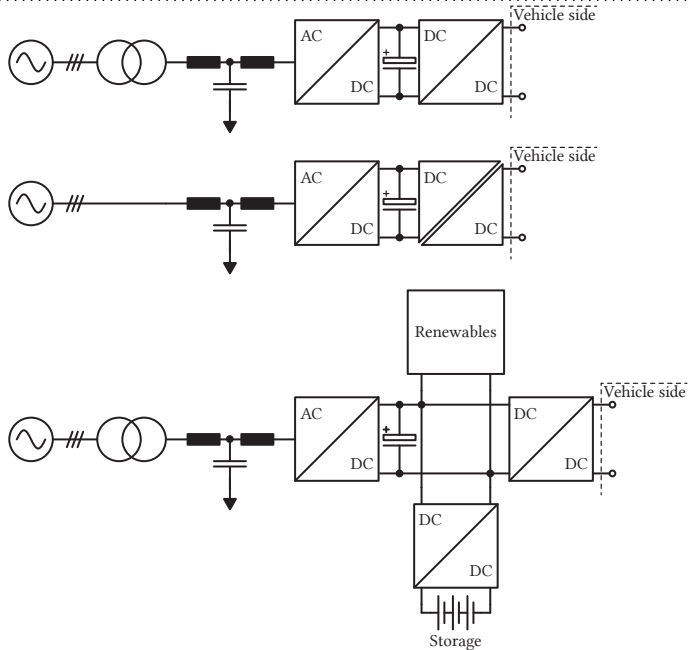 Vehicle side
AC
DC
+
DC
DC
Vehicle side
AC
DC
+
DC
DC
Renewables
Vehicle side
AC
DC
+
DC
DC
DC
DC
Storage